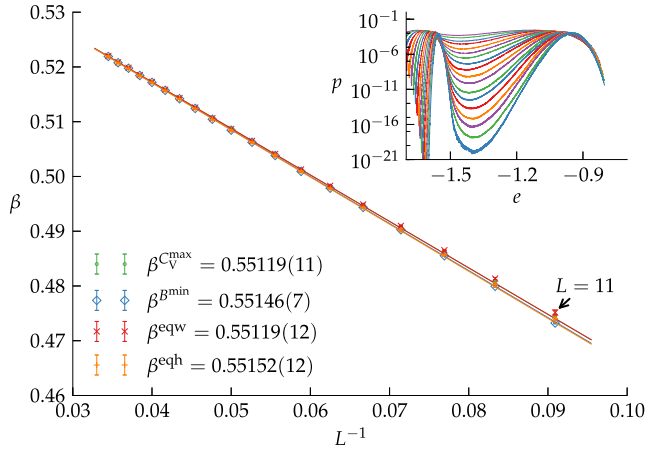 β
0.53
0.52
0.51
0.50
0.49
0.48
0.47
0.46
0.03 0.04 0.05 0.06 0.07 0.08 0.09 0.10
L⁻¹
β^{C_V^{max}} = 0.55119(11)
β^{B^{min}} = 0.55146(7)
β^{eqw} = 0.55119(12)
β^{eqh} = 0.55152(12)
L = 11
p
10⁻¹
10⁻⁶
10⁻¹¹
10⁻¹⁶
10⁻²¹
−1.5 −1.2 −0.9
e